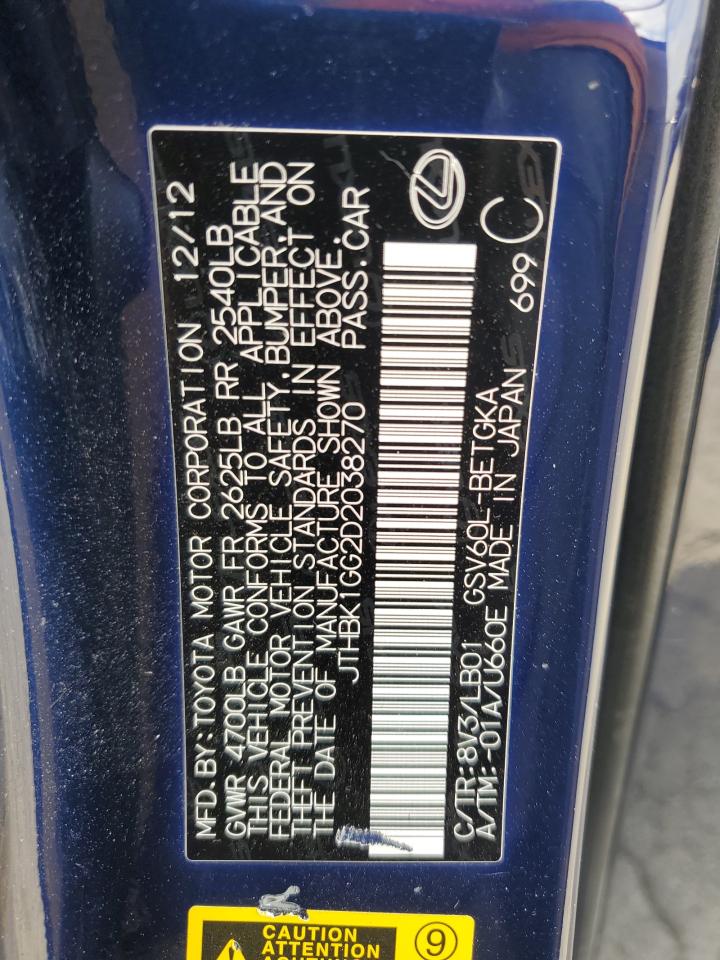 MFD.BY:TOYOTA MOTOR CORPORATION 12/12
GVWR 4700LB GAWR FR 2625LB RR 2540LB
THIS VEHICLE CONFORMS TO ALL APPLICABLE
FEDERAL MOTOR VEHICLE SAFETY,BUMPER,AND
THEFT PREVENTION STANDARDS IN EFFECT ON
THE DATE OF MANUFACTURE SHOWN ABOVE.
JTHBK1GG2D2038270 PASS.CAR
C/TR:8V3/LB01 GSV60L-BETGKA
A/TM:-01A/U660E MADE IN JAPAN
699 C
CAUTION
ATTENTION
9